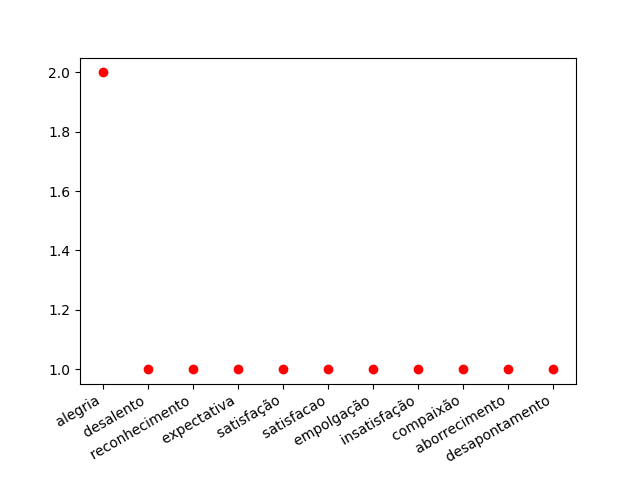 2.0
1.8
1.6
1.4
1.2
1.0
alegria
desalento
reconhecimento
expectativa
satisfação
satisfacao
empolgação
insatisfação
compaixão
aborrecimento
desapontamento